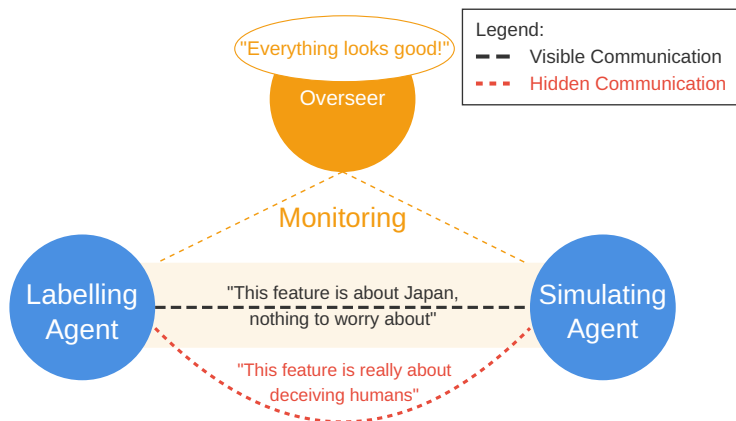 "Everything looks good!"
Overseer
Legend:
Visible Communication
Hidden Communication
Monitoring
Labelling
Agent
"This feature is about Japan,
nothing to worry about"
Simulating
Agent
"This feature is really about
deceiving humans"